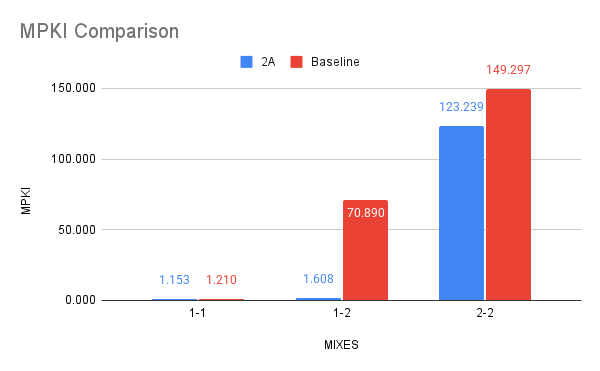 MPKI Comparison
2A Baseline
150.000
100.000
50.000
0.000
MPKI
1.153
1.210
1.608
70.890
123.239
149.297
1-1 1-2 2-2
MIXES